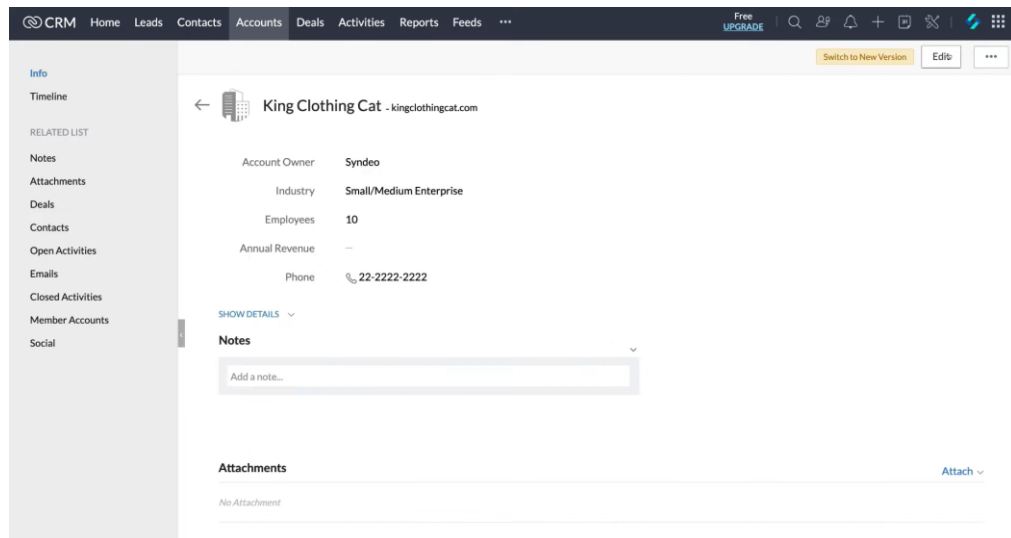 CRM Home Leads Contacts Accounts Deals Activities Reports Feeds ••• Free
UPGRADE
Switch to New Version Edit •••
Info
Timeline
RELATED LIST
Notes
Attachments
Deals
Contacts
Open Activities
Emails
Closed Activities
Member Accounts
Social
King Clothing Cat - kingclothingcat.com
Account Owner Syndeo
Industry Small/Medium Enterprise
Employees 10
Annual Revenue —
Phone 22-2222-2222
SHOW DETAILS
Notes
Add a note...
Attachments Attach
No Attachment